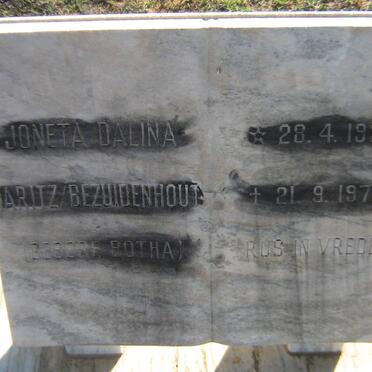 JONETA DALINA ☆ 28.4.19
ARITZ/BEZUIDENHOUT + 21.9.197
(GEBORE BOTHA) RUS IN VREDE